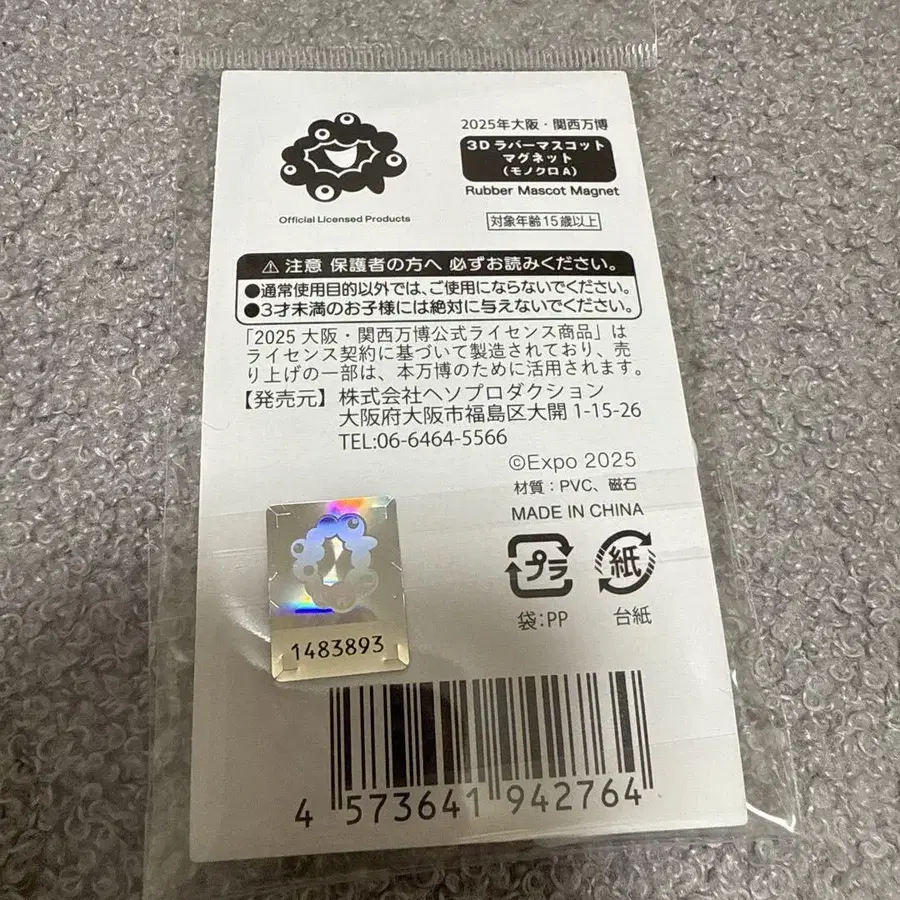 2025年大阪・関西万博
3Dラバーマスコット
マグネット
(モノクロA)
Rubber Mascot Magnet
Official Licensed Products
対象年齢15歳以上
⚠注意 保護者の方へ 必ずお読みください。
●通常使用目的以外では、ご使用にならないでください。
●3才未満のお子様には絶対に与えないでください。
「2025 大阪・関西万博公式ライセンス商品」は
ライセンス契約に基づいて製造されており、売
り上げの一部は、本万博のために活用されます。
【発売元】株式会社ヘソプロダクション
大阪府大阪市福島区大開 1-15-26
TEL:06-6464-5566
©Expo 2025
材質：PVC、磁石
MADE IN CHINA
プラ 紙
袋:PP 台紙
1483893
4 573641 942764